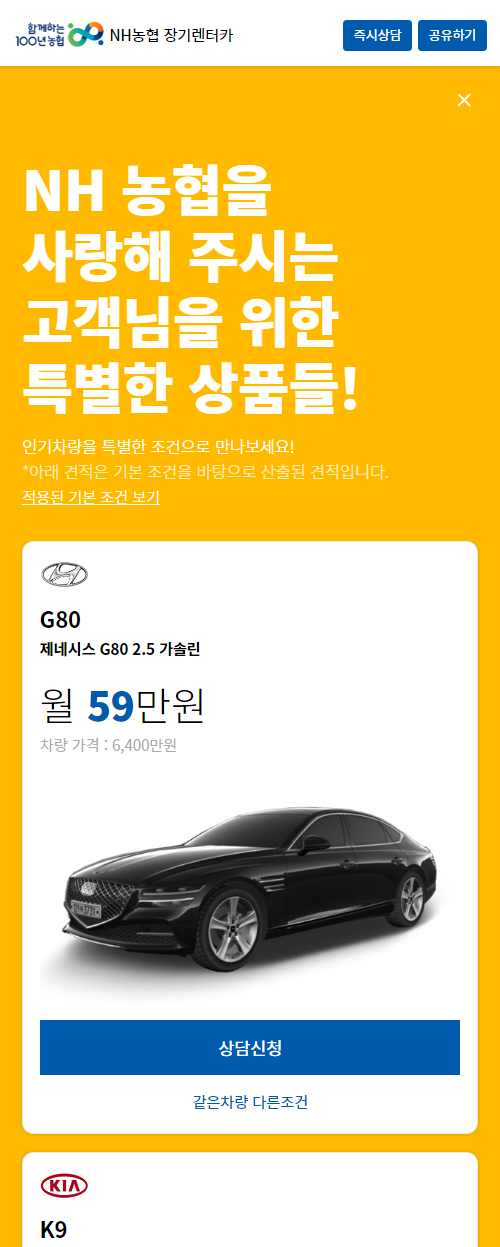 함께하는
100년 농협
NH농협 장기렌터카
즉시상담
공유하기
NH 농협을
사랑해 주시는
고객님을 위한
특별한 상품들!
인기차량을 특별한 조건으로 만나보세요!
*아래 견적은 기본 조건을 바탕으로 산출된 견적입니다.
적용된 기본 조건 보기
G80
제네시스 G80 2.5 가솔린
월 59만원
차량 가격 : 6,400만원
상담신청
같은차량 다른조건
KIA
K9